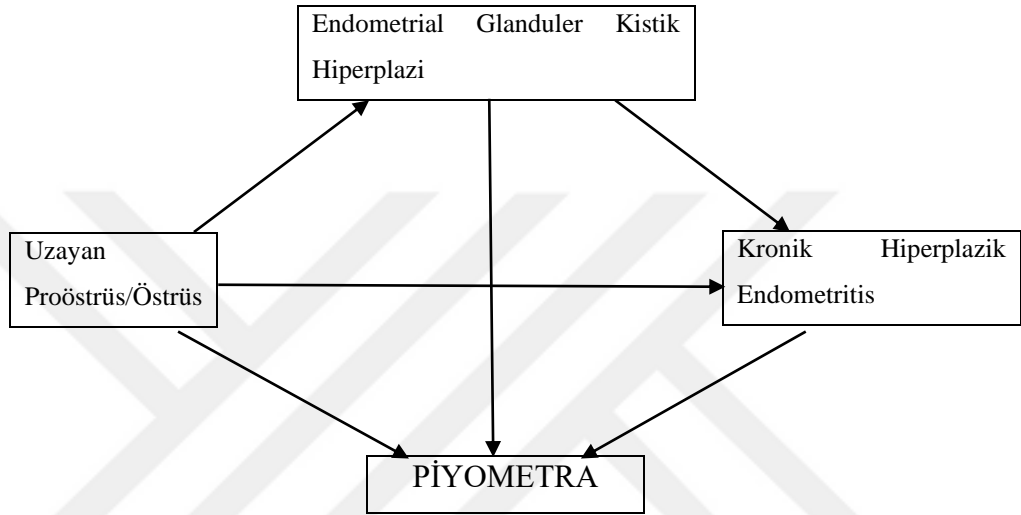 Endometrial Glanduler Kistik
Hiperplazi
Uzayan
Proöstrüs/Östrüs
Kronik Hiperplazik
Endometritis
PİYOMETRA